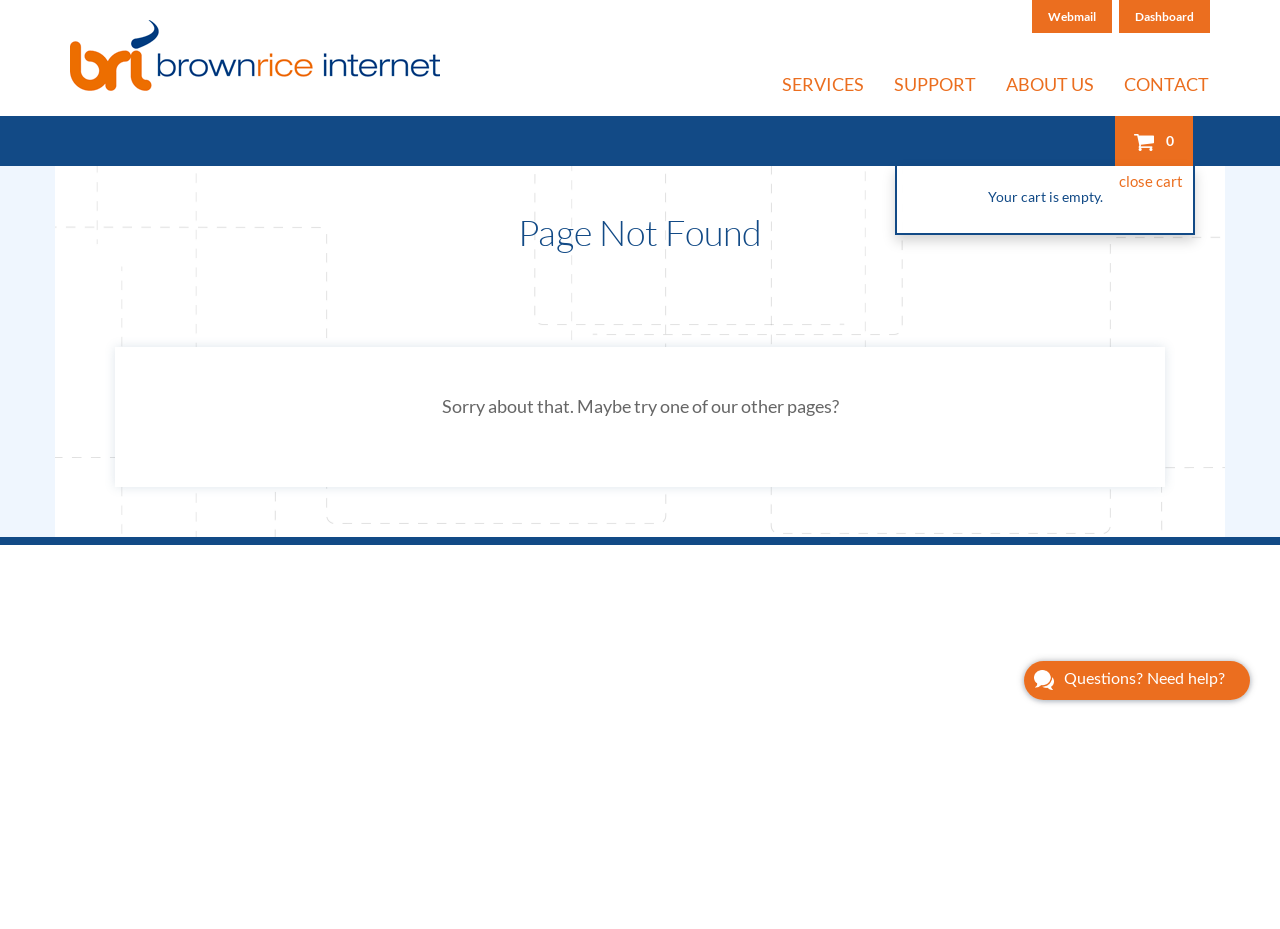 Webmail
Dashboard
bri brownrice internet
SERVICES
SUPPORT
ABOUT US
CONTACT
0
close cart
Your cart is empty.
Page Not Found
Sorry about that. Maybe try one of our other pages?
Questions? Need help?